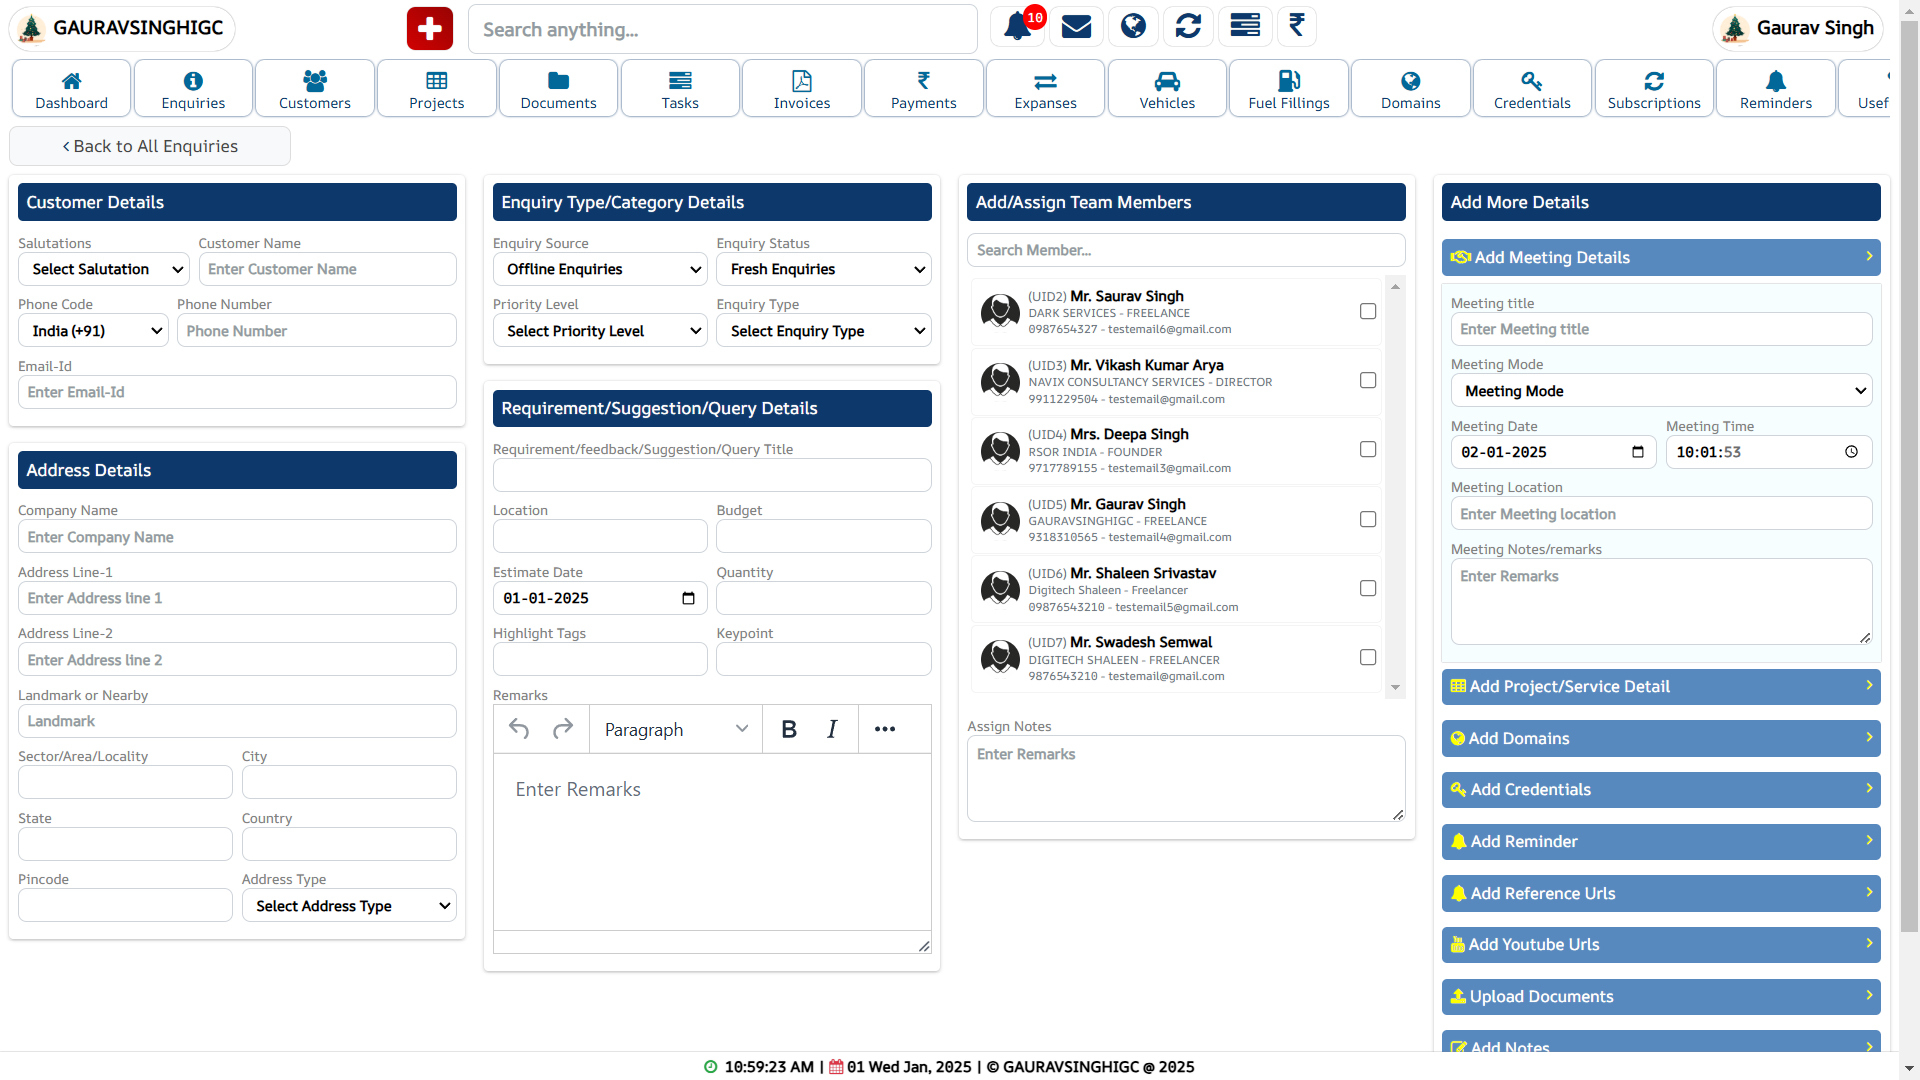 GAURAVSINGHIGC
Search anything...
10
Gaurav Singh
Dashboard
Enquiries
Customers
Projects
Documents
Tasks
Invoices
Payments
Expanses
Vehicles
Fuel Fillings
Domains
Credentials
Subscriptions
Reminders
Usef
Back to All Enquiries
Customer Details
Salutations
Customer Name
Select Salutation
Enter Customer Name
Phone Code
Phone Number
India (+91)
Phone Number
Email-Id
Enter Email-Id
Address Details
Company Name
Enter Company Name
Address Line-1
Enter Address line 1
Address Line-2
Enter Address line 2
Landmark or Nearby
Landmark
Sector/Area/Locality
City
State
Country
Pincode
Address Type
Select Address Type
Enquiry Type/Category Details
Enquiry Source
Enquiry Status
Offline Enquiries
Fresh Enquiries
Priority Level
Enquiry Type
Select Priority Level
Select Enquiry Type
Requirement/Suggestion/Query Details
Requirement/feedback/Suggestion/Query Title
Location
Budget
Estimate Date
Quantity
01-01-2025
Highlight Tags
Keypoint
Remarks
Paragraph
B
I
Enter Remarks
Add/Assign Team Members
Search Member...
(UID2) Mr. Saurav Singh
DARK SERVICES - FREELANCE
0987654327 - testemail6@gmail.com
(UID3) Mr. Vikash Kumar Arya
NAVIX CONSULTANCY SERVICES - DIRECTOR
9911229504 - testemail@gmail.com
(UID4) Mrs. Deepa Singh
RSOR INDIA - FOUNDER
9717789155 - testemail3@gmail.com
(UID5) Mr. Gaurav Singh
GAURAVSINGHIGC - FREELANCE
9318310565 - testemail4@gmail.com
(UID6) Mr. Shaleen Srivastav
Digitech Shaleen - Freelancer
09876543210 - testemail5@gmail.com
(UID7) Mr. Swadesh Semwal
DIGITECH SHALEEN - FREELANCER
9876543210 - testemail@gmail.com
Assign Notes
Enter Remarks
Add More Details
Add Meeting Details
Meeting title
Enter Meeting title
Meeting Mode
Meeting Mode
Meeting Date
Meeting Time
02-01-2025
10:01:53
Meeting Location
Enter Meeting location
Meeting Notes/remarks
Enter Remarks
Add Project/Service Detail
Add Domains
Add Credentials
Add Reminder
Add Reference Urls
Add Youtube Urls
Upload Documents
Add Notes
10:59:23 AM | 01 Wed Jan, 2025 | © GAURAVSINGHIGC @ 2025